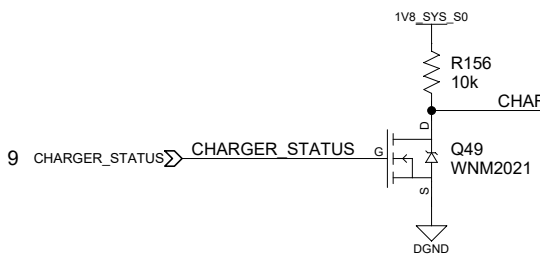 1V8_SYS_S0
R156
10k
CHAR
9 CHARGER_STATUS CHARGER_STATUS G D
Q49
WNM2021
S
DGND